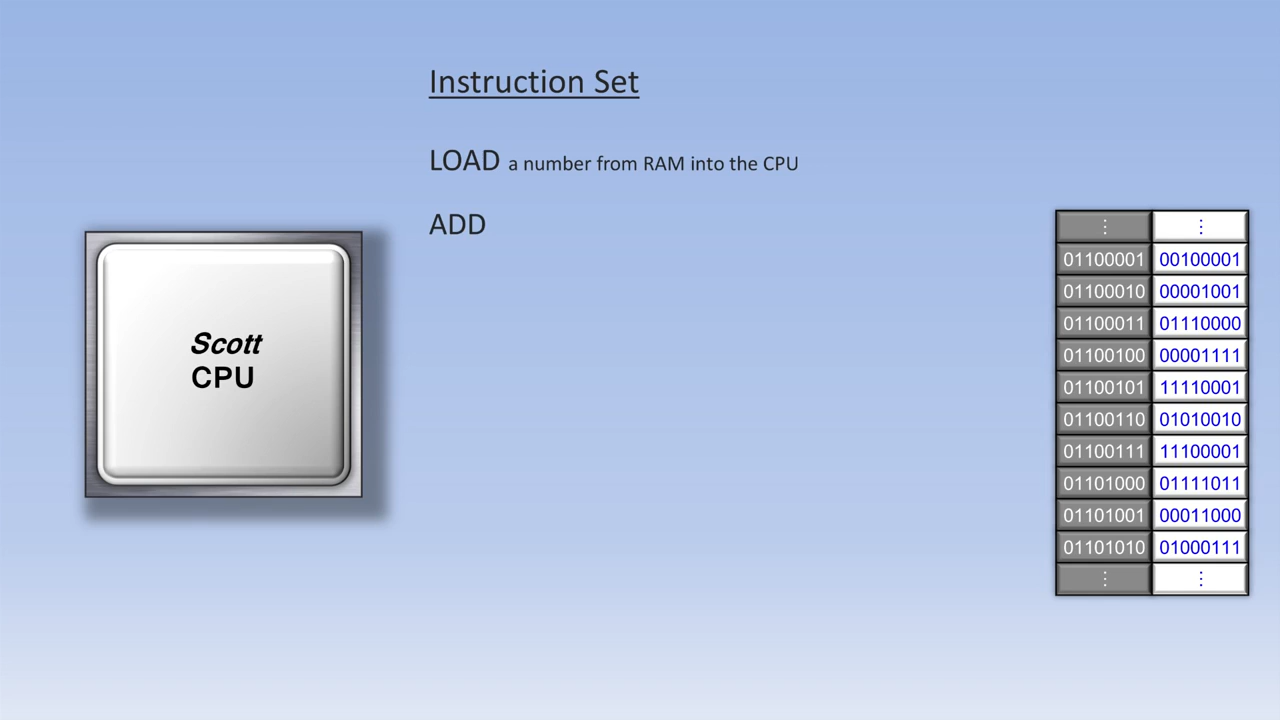 Instruction Set
LOAD a number from RAM into the CPU
ADD
Scott
CPU
⋮ ⋮
01100001 00100001
01100010 00001001
01100011 01110000
01100100 00001111
01100101 11110001
01100110 01010010
01100111 11100001
01101000 01111011
01101001 00011000
01101010 01000111
⋮ ⋮